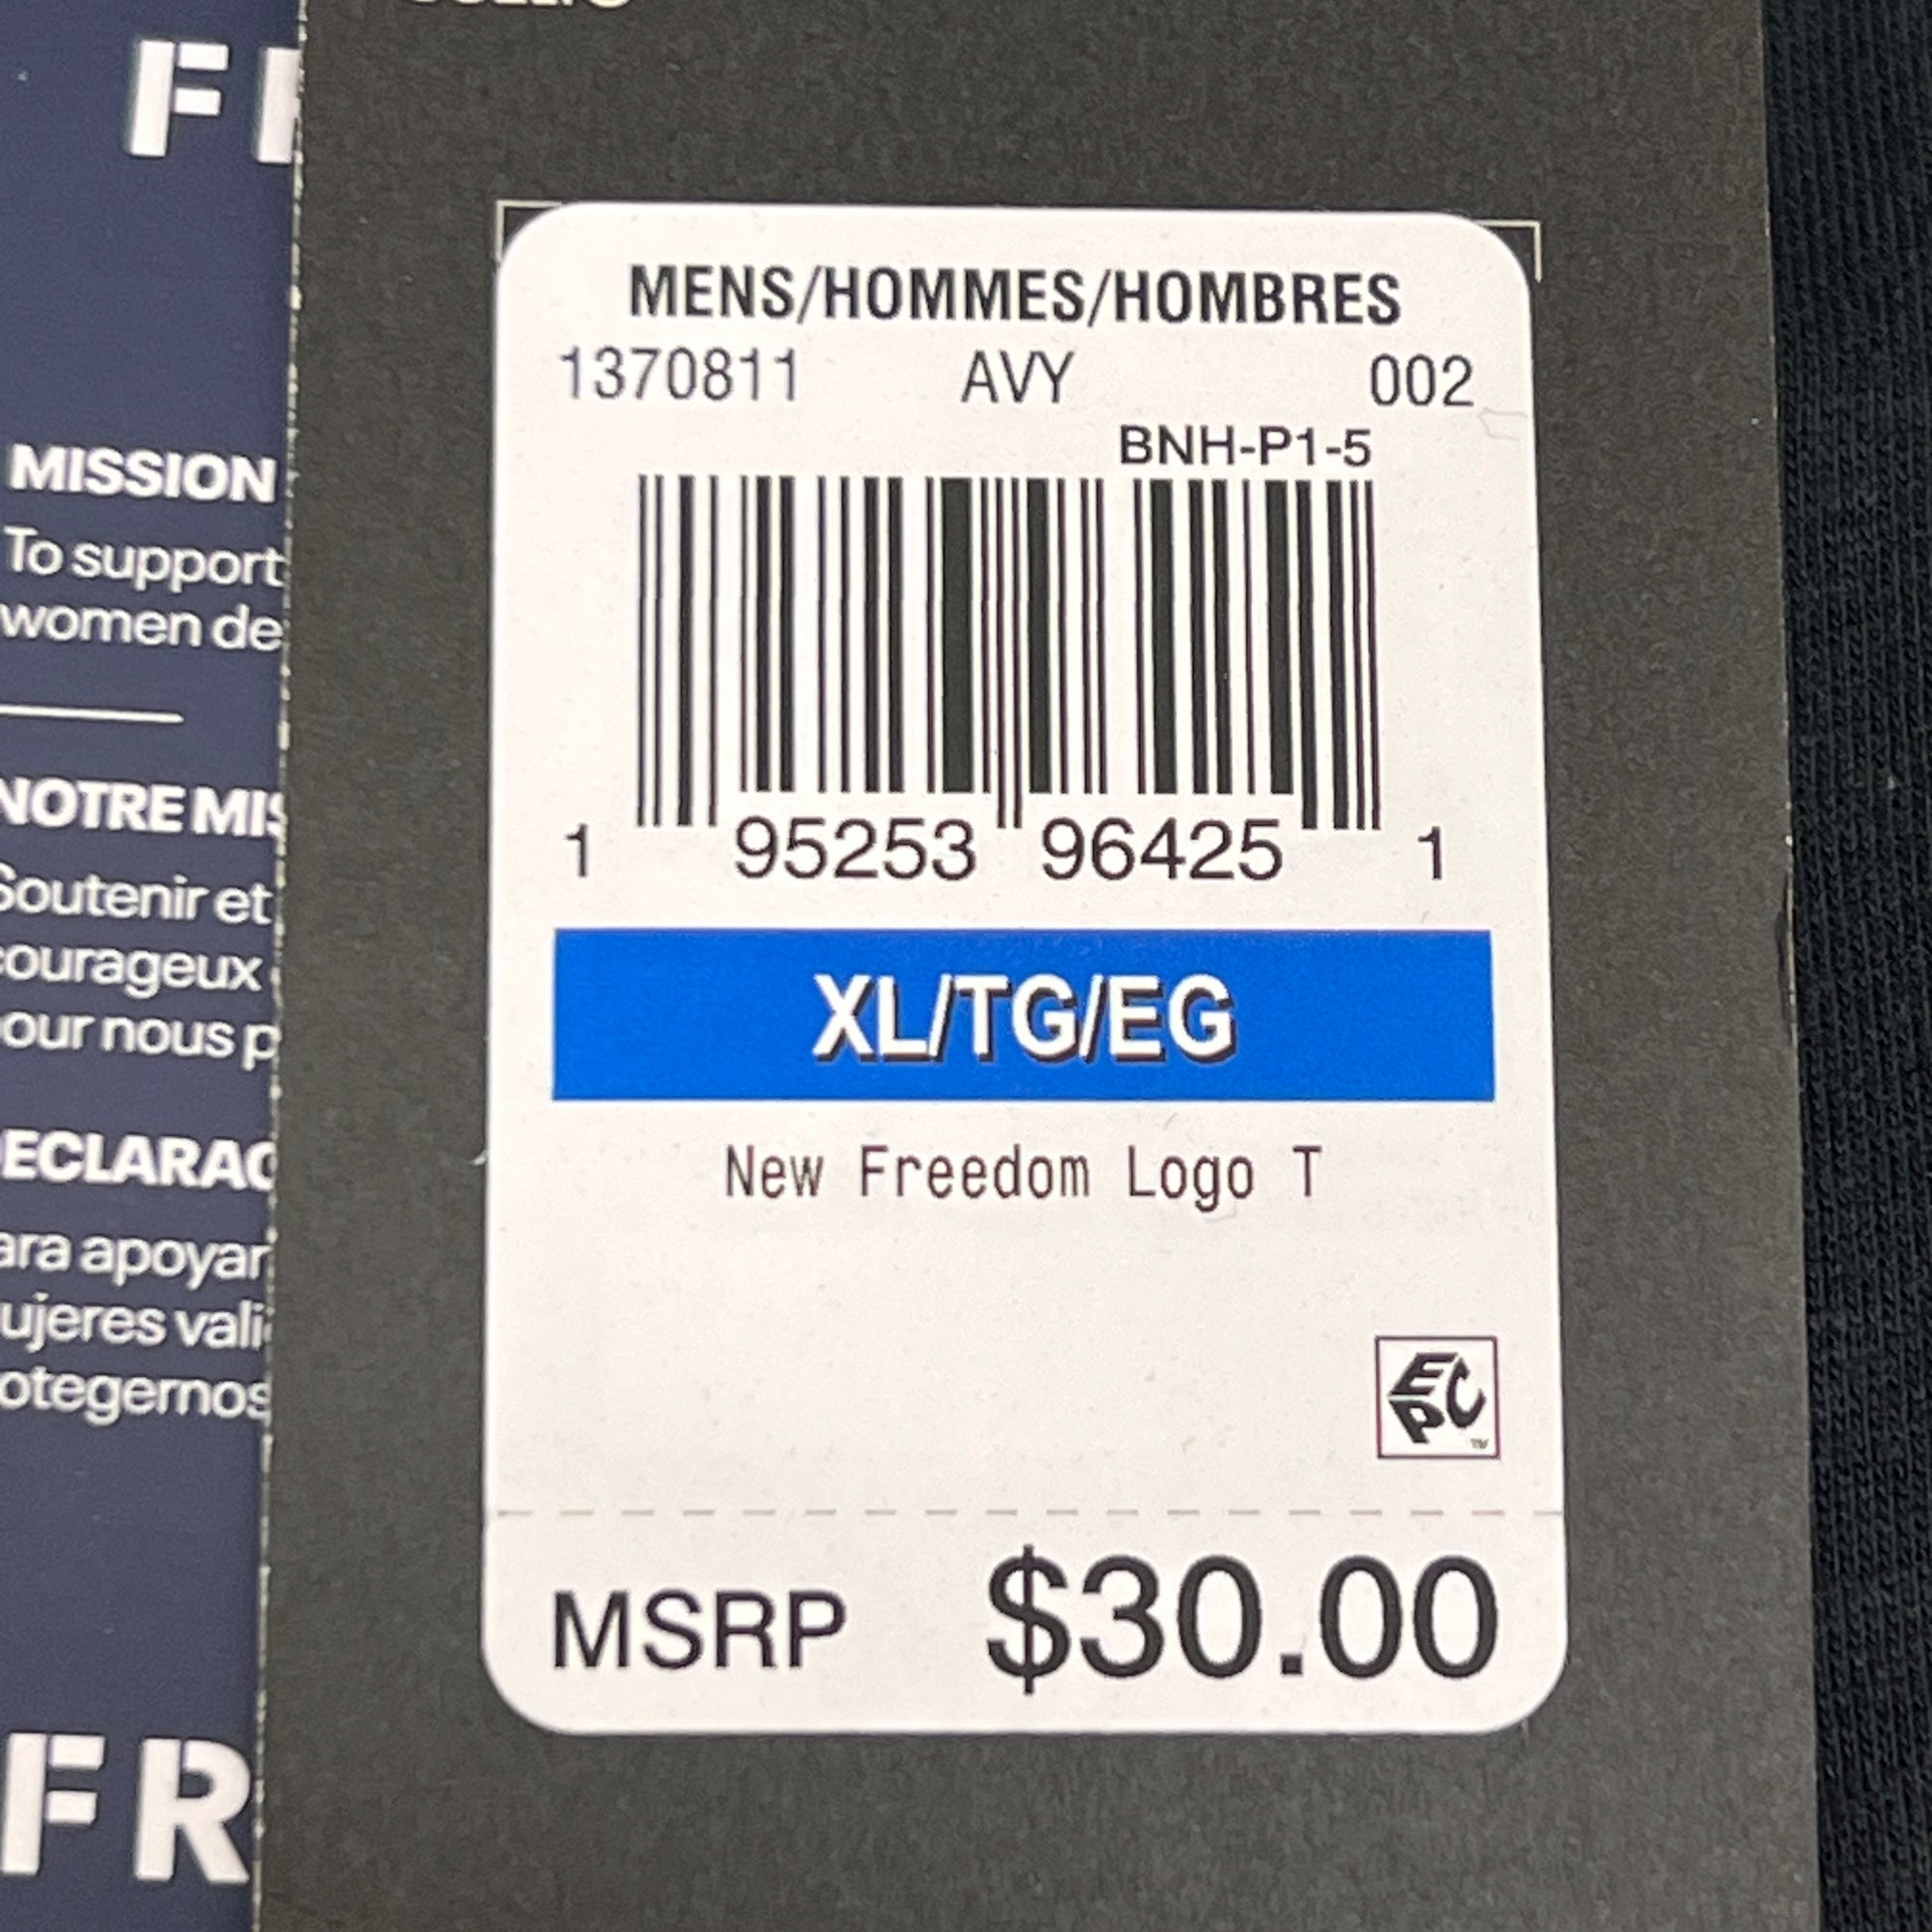 MENS/HOMMES/HOMBRES
1370811 AVY 002
BNH-P1-5
1 95253 96425 1
XL/TG/EG
New Freedom Logo T
EPC
TM
MSRP $30.00
MISSION
To support
women de
NOTRE MIS
Soutenir et
courageux
pour nous p
ECLARAC
ara apoyar
ujeres vali
otegernos
FR